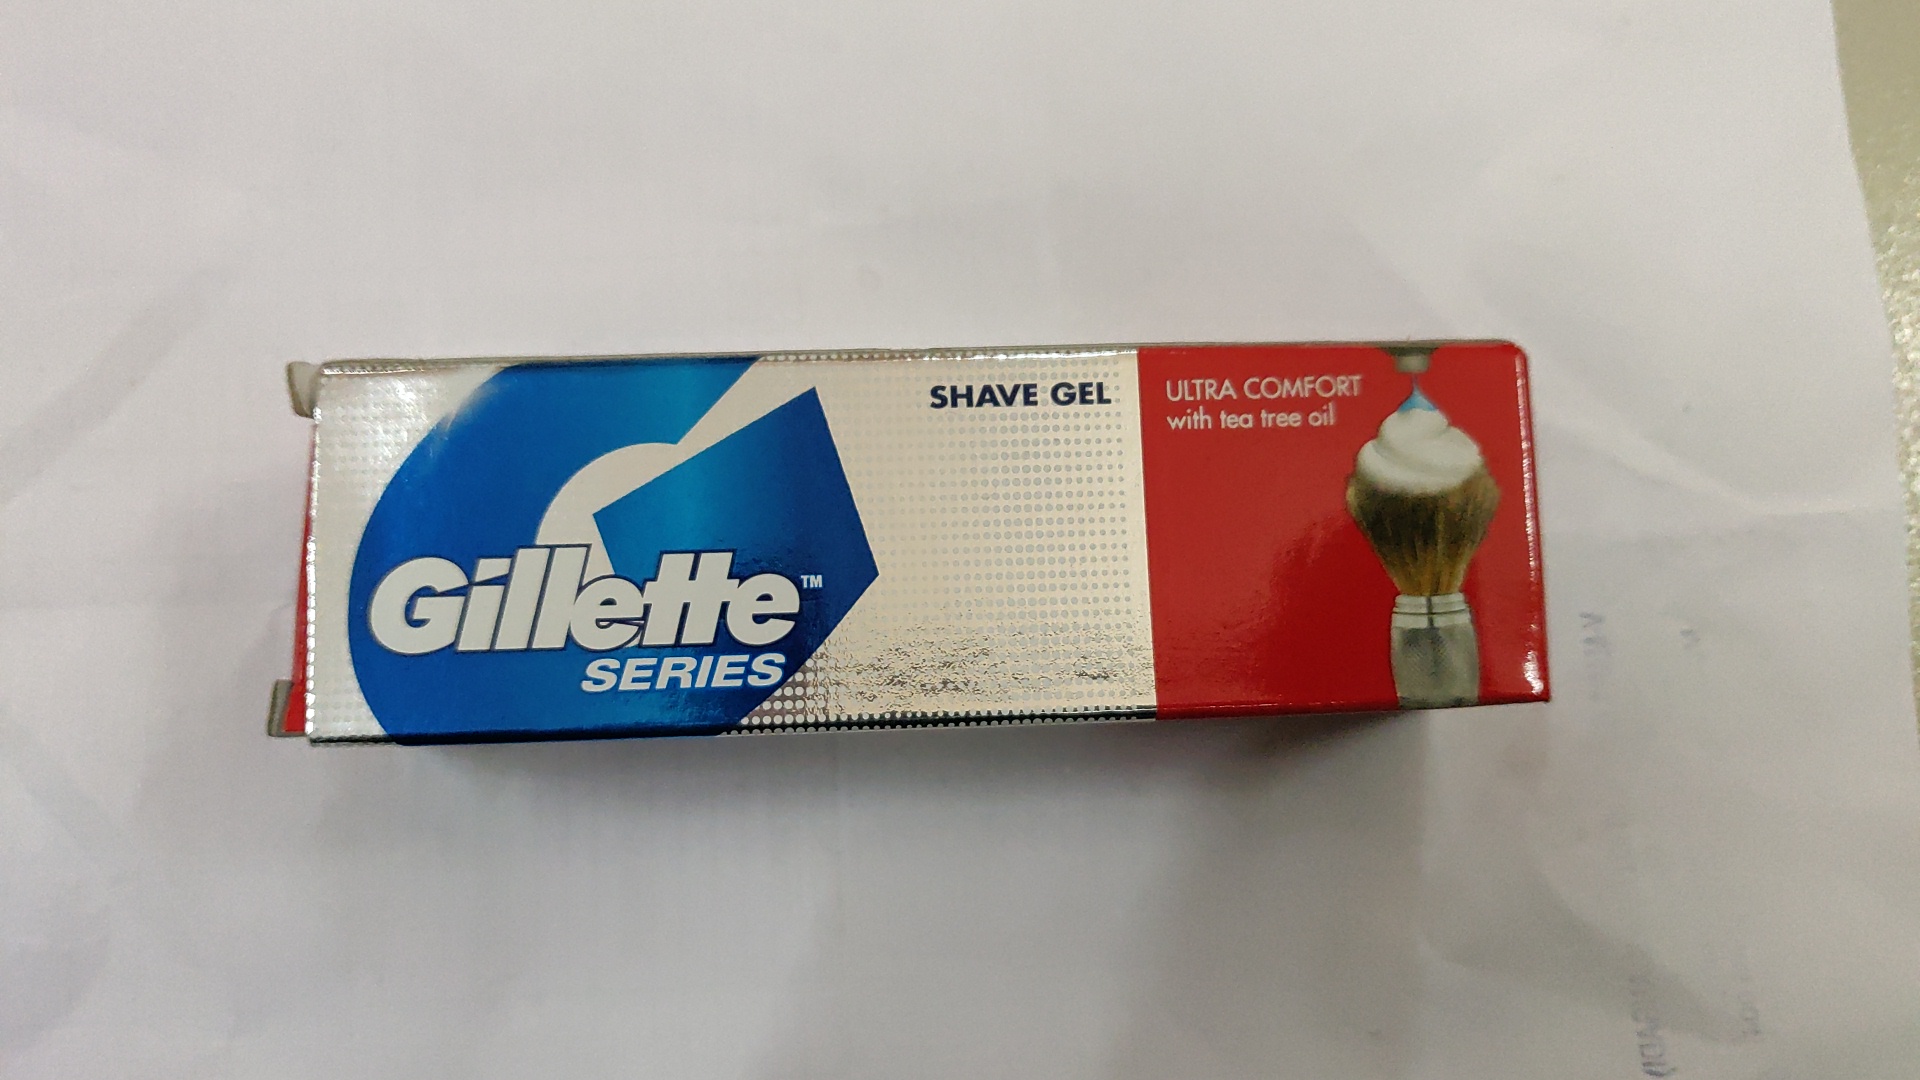 Gillette™
SERIES
SHAVE GEL
ULTRA COMFORT
with tea tree oil